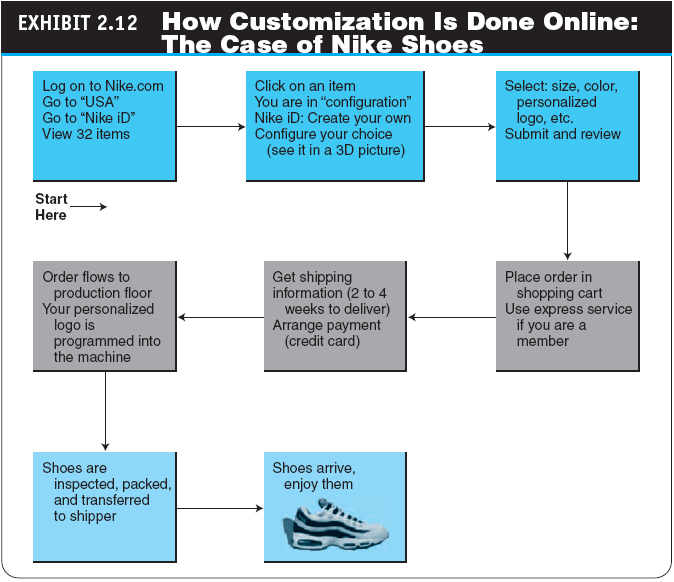 EXHIBIT 2.12 How Customization Is Done Online:
The Case of Nike Shoes
Log on to Nike.com
Go to “USA”
Go to “Nike iD”
View 32 items
Click on an item
You are in “configuration”
Nike iD: Create your own
Configure your choice
(see it in a 3D picture)
Select: size, color,
personalized
logo, etc.
Submit and review
Start
Here
Place order in
shopping cart
Use express service
if you are a
member
Get shipping
information (2 to 4
weeks to deliver)
Arrange payment
(credit card)
Order flows to
production floor
Your personalized
logo is
programmed into
the machine
Shoes are
inspected, packed,
and transferred
to shipper
Shoes arrive,
enjoy them